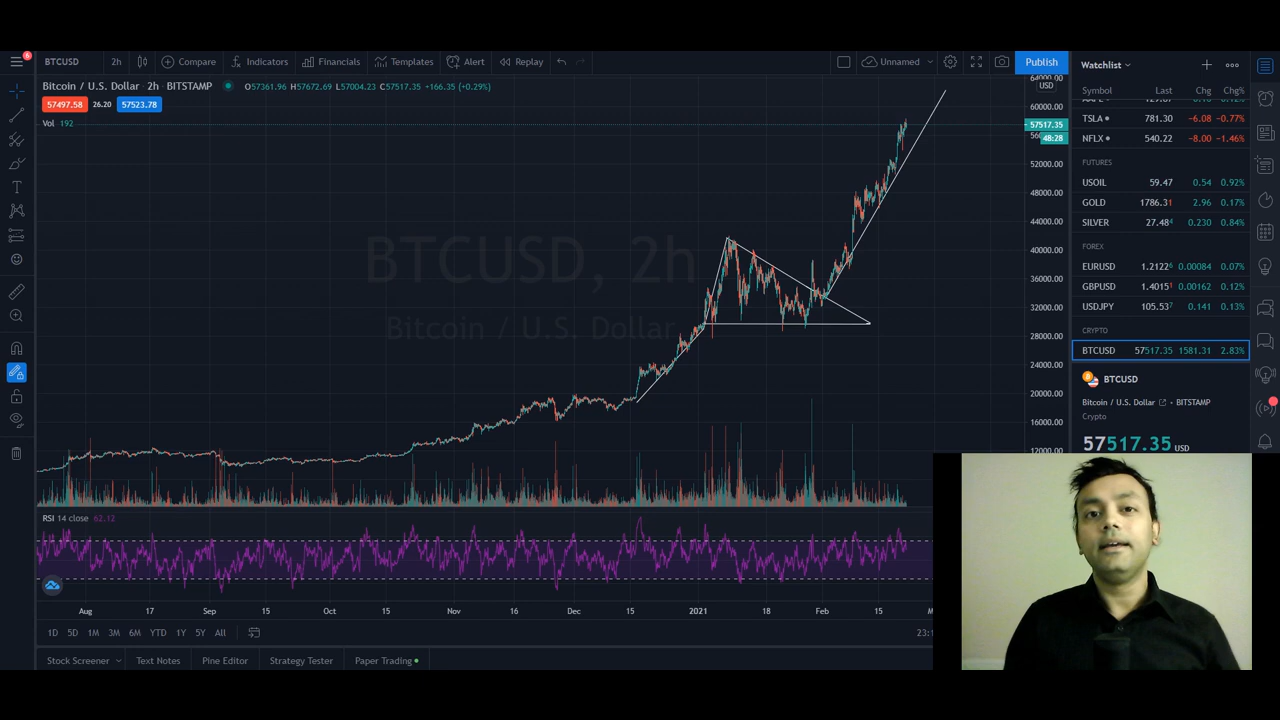 6
BTCUSD 2h Compare Indicators Financials Templates Alert Replay Unnamed Publish
Watchlist
Bitcoin / U.S. Dollar · 2h · BITSTAMP O57361.96 H57672.69 L57004.23 C57517.35 +166.35 (+0.29%)
57497.58 26.20 57523.78
Vol 192
BTCUSD, 2h
Bitcoin / U.S. Dollar
64000.00
USD
60000.00
57517.35
48:28
52000.00
48000.00
44000.00
40000.00
36000.00
32000.00
28000.00
24000.00
20000.00
16000.00
12000.00
Symbol Last Chg Chg%
TSLA 781.30 −6.08 −0.77%
NFLX 540.22 −8.00 −1.46%
FUTURES
USOIL 59.47 0.54 0.92%
GOLD 1786.31 2.96 0.17%
SILVER 27.484 0.230 0.84%
FOREX
EURUSD 1.21226 0.00084 0.07%
GBPUSD 1.40151 0.00162 0.12%
USDJPY 105.537 0.141 0.13%
CRYPTO
BTCUSD 57517.35 1581.31 2.83%
BTCUSD
Bitcoin / U.S. Dollar · BITSTAMP
Crypto
57517.35 USD
RSI 14 close 62.12
Aug 17 Sep 15 Oct 15 Nov 16 Dec 15 2021 18 Feb 15
1D 5D 1M 3M 6M YTD 1Y 5Y All
Stock Screener Text Notes Pine Editor Strategy Tester Paper Trading